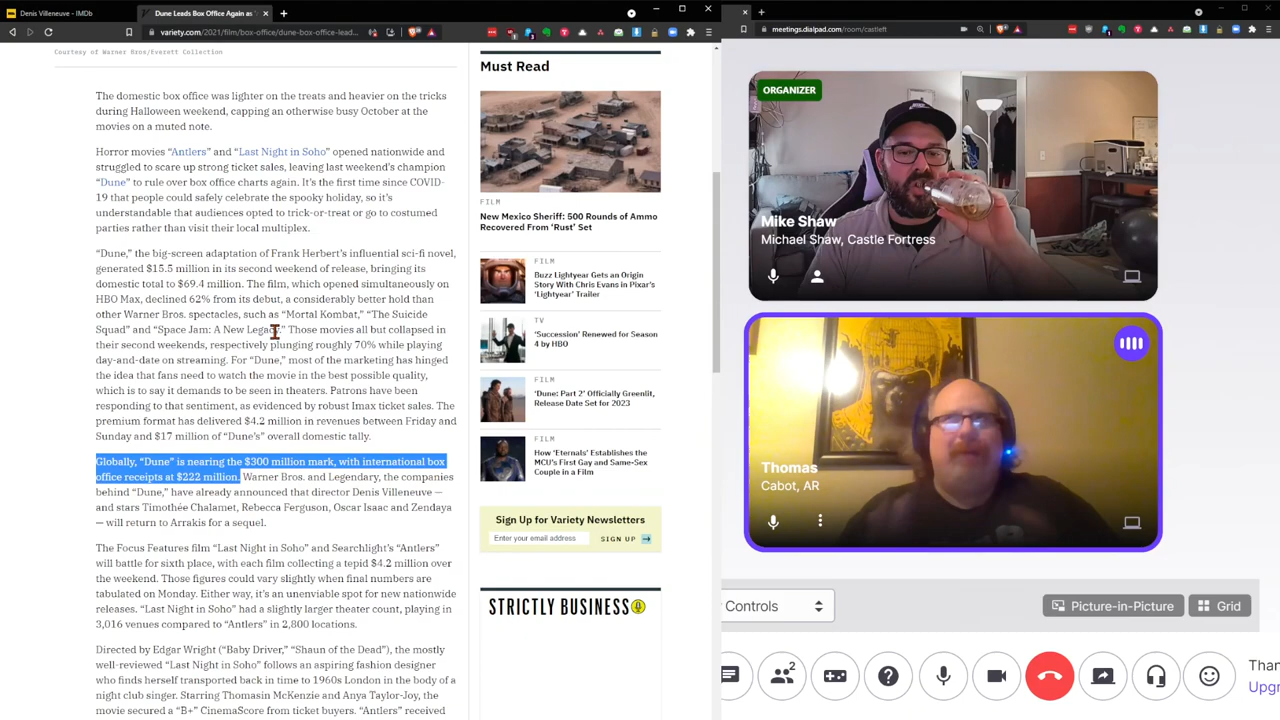 Denis Villeneuve - IMDb
Dune Leads Box Office Again as '
variety.com/2021/film/box-office/dune-box-office-lead...
Courtesy of Warner Bros/Everett Collection
The domestic box office was lighter on the treats and heavier on the tricks
during Halloween weekend, capping an otherwise busy October at the
movies on a muted note.
Horror movies “Antlers” and “Last Night in Soho” opened nationwide and
struggled to scare up strong ticket sales, leaving last weekend’s champion
“Dune” to rule over box office charts again. It’s the first time since COVID-
19 that people could safely celebrate the spooky holiday, so it’s
understandable that audiences opted to trick-or-treat or go to costumed
parties rather than visit their local multiplex.
“Dune,” the big-screen adaptation of Frank Herbert’s influential sci-fi novel,
generated $15.5 million in its second weekend of release, bringing its
domestic total to $69.4 million. The film, which opened simultaneously on
HBO Max, declined 62% from its debut, a considerably better hold than
other Warner Bros. spectacles, such as “Mortal Kombat,” “The Suicide
Squad” and “Space Jam: A New Legacy.” Those movies all but collapsed in
their second weekends, respectively plunging roughly 70% while playing
day-and-date on streaming. For “Dune,” most of the marketing has hinged
the idea that fans need to watch the movie in the best possible quality,
which is to say it demands to be seen in theaters. Patrons have been
responding to that sentiment, as evidenced by robust Imax ticket sales. The
premium format has delivered $4.2 million in revenues between Friday and
Sunday and $17 million of “Dune’s” overall domestic tally.
Globally, “Dune” is nearing the $300 million mark, with international box
office receipts at $222 million. Warner Bros. and Legendary, the companies
behind “Dune,” have already announced that director Denis Villeneuve —
and stars Timothée Chalamet, Rebecca Ferguson, Oscar Isaac and Zendaya
— will return to Arrakis for a sequel.
The Focus Features film “Last Night in Soho” and Searchlight’s “Antlers”
will battle for sixth place, with each film collecting a tepid $4.2 million over
the weekend. Those figures could vary slightly when final numbers are
tabulated on Monday. Either way, it’s an unenviable spot for new nationwide
releases. “Last Night in Soho” had a slightly larger theater count, playing in
3,016 venues compared to “Antlers” in 2,800 locations.
Directed by Edgar Wright (“Baby Driver,” “Shaun of the Dead”), the mostly
well-reviewed “Last Night in Soho” follows an aspiring fashion designer
who finds herself transported back in time to 1960s London in the body of a
night club singer. Starring Thomasin McKenzie and Anya Taylor-Joy, the
movie secured a “B+” CinemaScore from ticket buyers. “Antlers” received
Must Read
FILM
New Mexico Sheriff: 500 Rounds of Ammo
Recovered From ‘Rust’ Set
FILM
Buzz Lightyear Gets an Origin
Story With Chris Evans in Pixar’s
‘Lightyear’ Trailer
TV
‘Succession’ Renewed for Season
4 by HBO
FILM
‘Dune: Part 2’ Officially Greenlit,
Release Date Set for 2023
FILM
How ‘Eternals’ Establishes the
MCU’s First Gay and Same-Sex
Couple in a Film
Sign Up for Variety Newsletters
Enter your email address
SIGN UP
STRICTLY BUSINESS
meetings.dialpad.com/room/castleft
ORGANIZER
Mike Shaw
Michael Shaw, Castle Fortress
Thomas
Cabot, AR
Controls
Picture-in-Picture
Grid
2
Than
Upgr